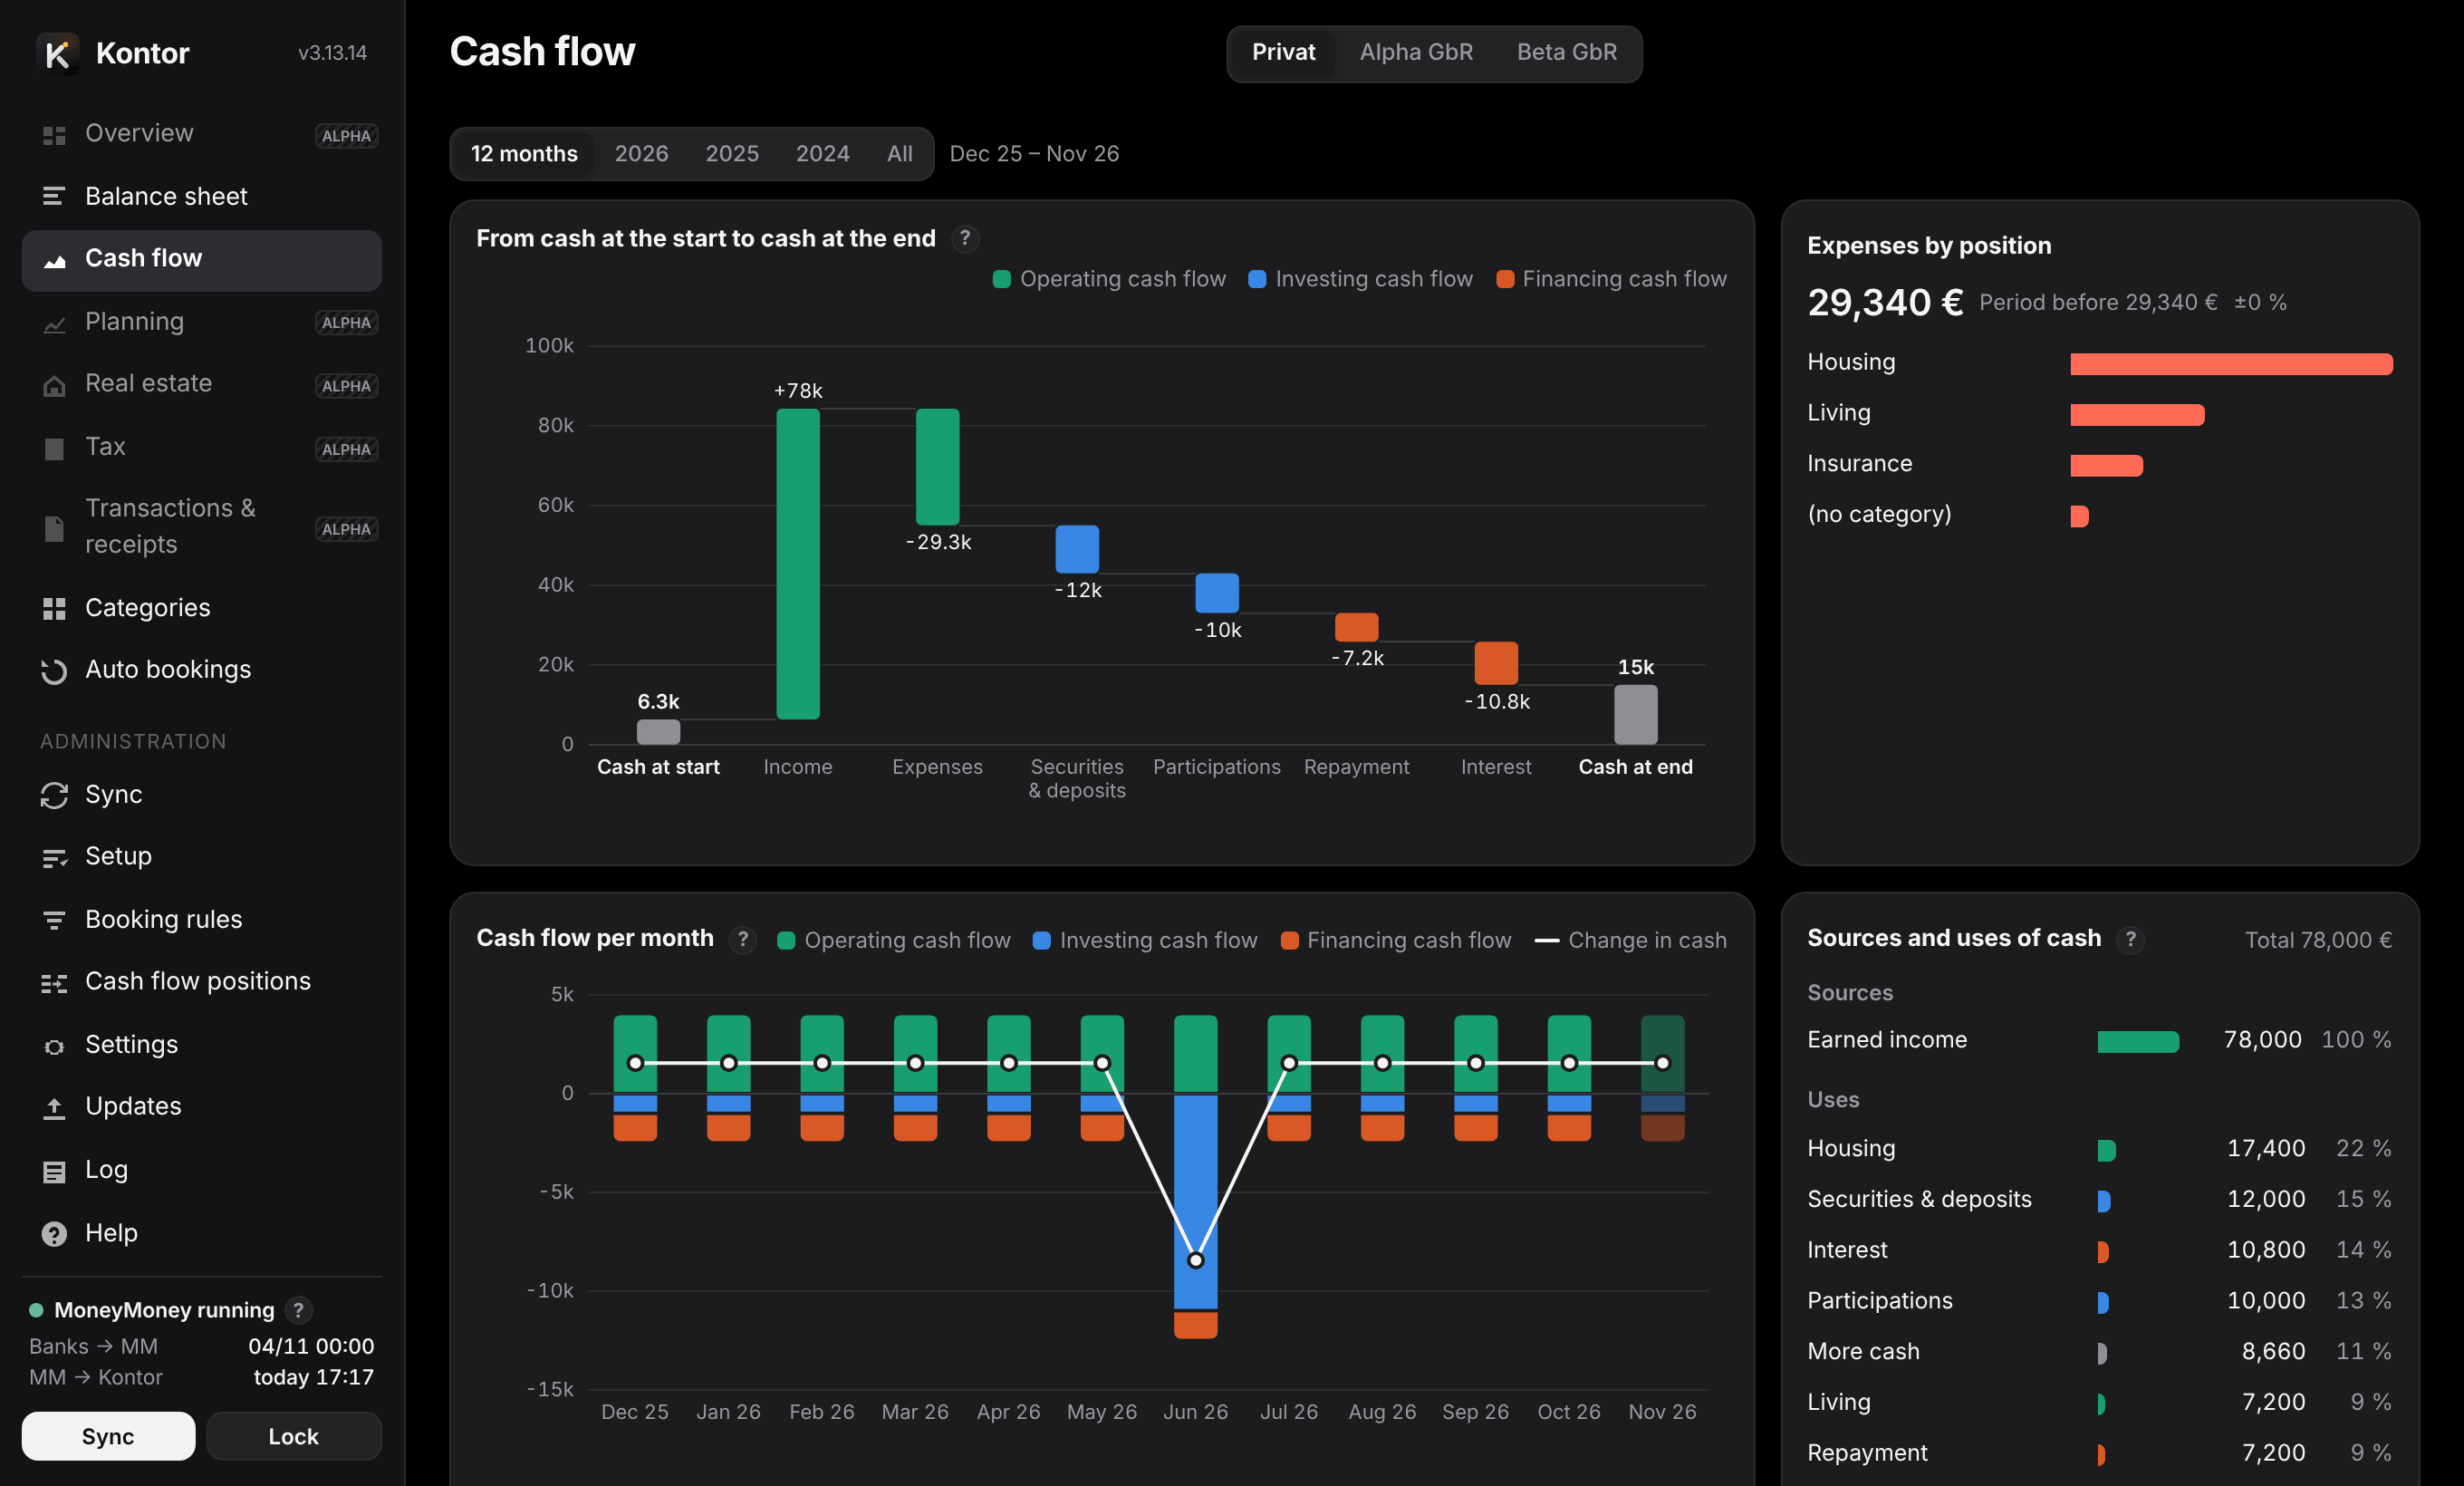 Kontor
v3.13.14
Overview
ALPHA
Balance sheet
Cash flow
Planning
ALPHA
Real estate
ALPHA
Tax
ALPHA
Transactions &
receipts
ALPHA
Categories
Auto bookings
ADMINISTRATION
Sync
Setup
Booking rules
Cash flow positions
Settings
Updates
Log
Help
MoneyMoney running ?
Banks → MM 04/11 00:00
MM → Kontor today 17:17
Sync Lock
Cash flow
Privat Alpha GbR Beta GbR
12 months 2026 2025 2024 All Dec 25 – Nov 26
From cash at the start to cash at the end ?
Operating cash flow Investing cash flow Financing cash flow
100k
80k
60k
40k
20k
0
6.3k
+78k
-29.3k
-12k
-10k
-7.2k
-10.8k
15k
Cash at start Income Expenses Securities Participations Repayment Interest Cash at end
& deposits
Expenses by position
29,340 € Period before 29,340 € ±0 %
Housing
Living
Insurance
(no category)
Cash flow per month ? Operating cash flow Investing cash flow Financing cash flow Change in cash
5k
0
-5k
-10k
-15k
Dec 25 Jan 26 Feb 26 Mar 26 Apr 26 May 26 Jun 26 Jul 26 Aug 26 Sep 26 Oct 26 Nov 26
Sources and uses of cash ? Total 78,000 €
Sources
Earned income 78,000 100 %
Uses
Housing 17,400 22 %
Securities & deposits 12,000 15 %
Interest 10,800 14 %
Participations 10,000 13 %
More cash 8,660 11 %
Living 7,200 9 %
Repayment 7,200 9 %